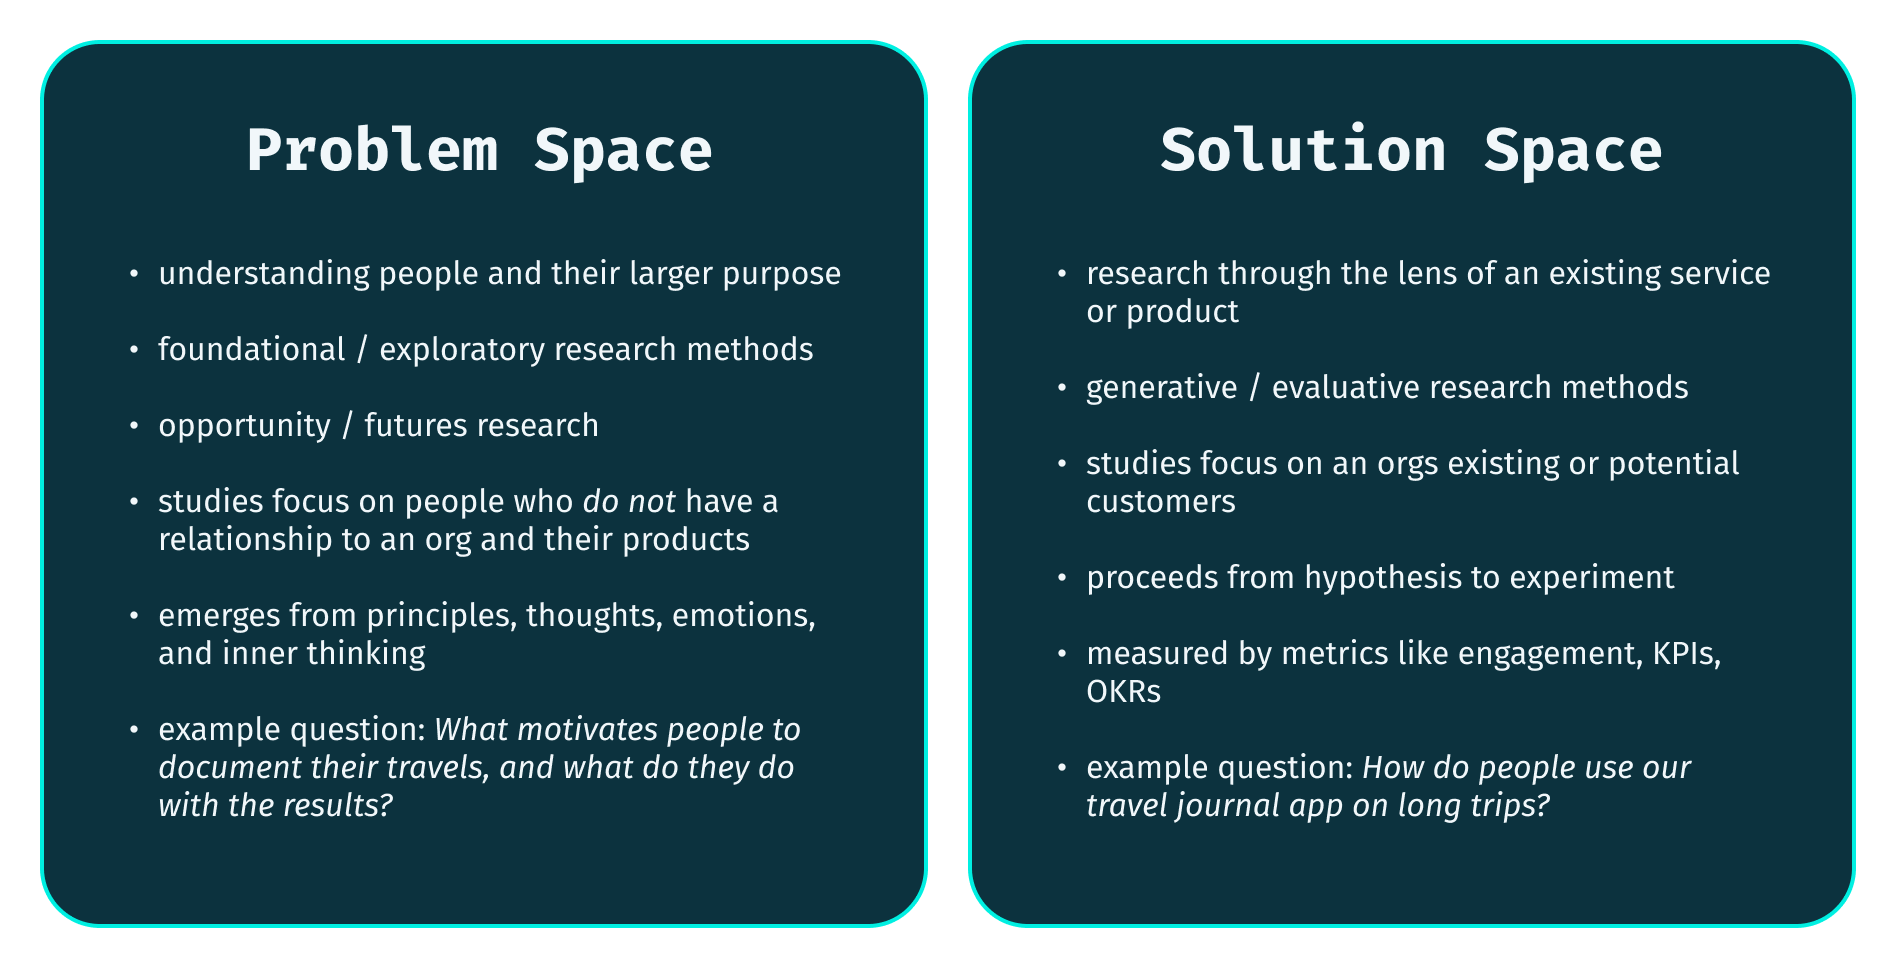 Problem Space
• understanding people and their larger purpose
• foundational / exploratory research methods
• opportunity / futures research
• studies focus on people who do not have a
relationship to an org and their products
• emerges from principles, thoughts, emotions,
and inner thinking
• example question: What motivates people to
document their travels, and what do they do
with the results?
Solution Space
• research through the lens of an existing service
or product
• generative / evaluative research methods
• studies focus on an orgs existing or potential
customers
• proceeds from hypothesis to experiment
• measured by metrics like engagement, KPIs,
OKRs
• example question: How do people use our
travel journal app on long trips?